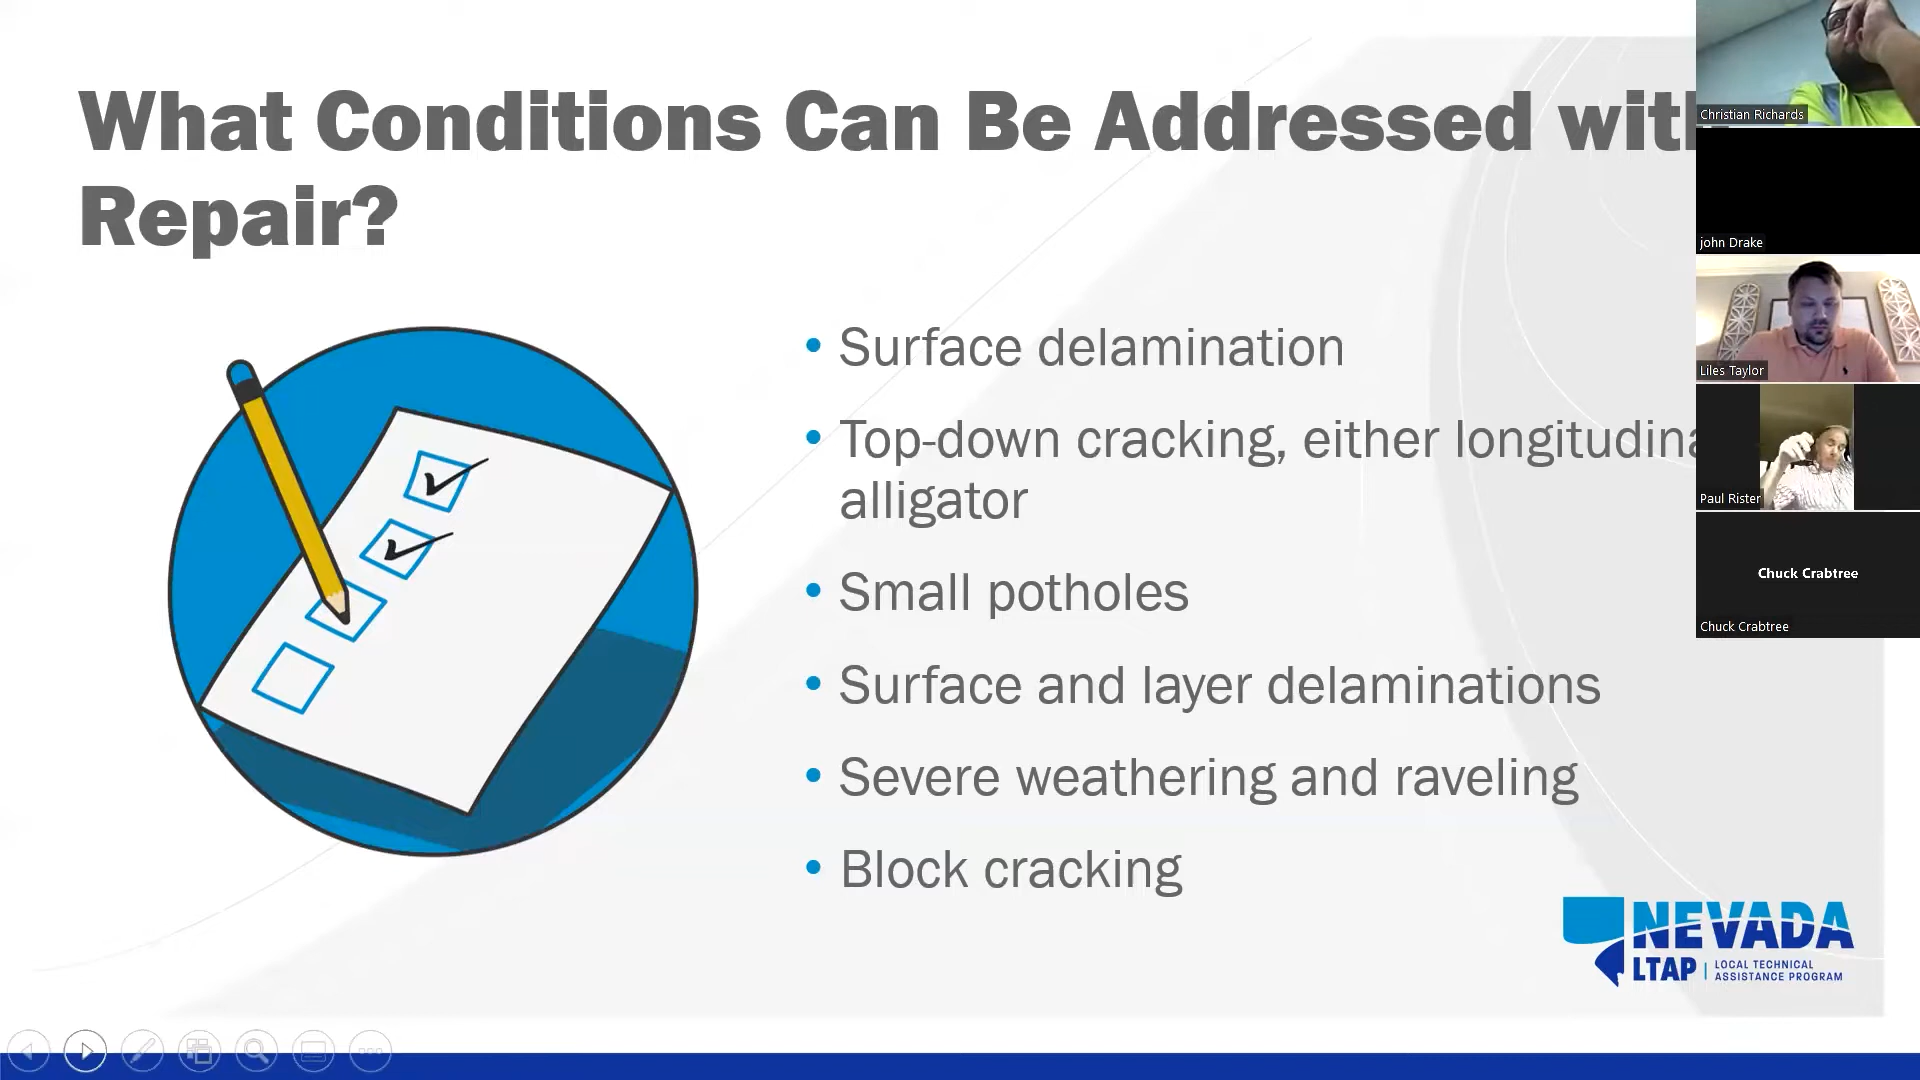 What Conditions Can Be Addressed
Repair?
• Surface delamination
• Top-down cracking, either
alligator
• Small potholes
• Surface and layer delaminations
• Severe weathering and raveling
• Block cracking
NEVADA
LTAP
LOCAL TECHNICAL
ASSISTANCE PROGRAM
Christian Richards
john Drake
Liles Taylor
Paul Rister
Chuck Crabtree
Chuck Crabtree